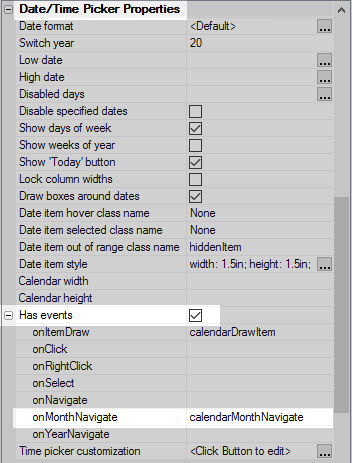 Date/Time Picker Properties
Date format <Default> ...
Switch year 20
Low date ...
High date ...
Disabled days ...
Disable specified dates
Show days of week
Show weeks of year
Show 'Today' button
Lock column widths
Draw boxes around dates
Date item hover class name None
Date item selected class name None
Date item out of range class name hiddenItem
Date item style width: 1.5in; height: 1.5in; ...
Calendar width
Calendar height
Has events
onItemDraw calendarDrawItem
onClick
onRightClick
onSelect
onNavigate
onMonthNavigate calendarMonthNavigate
onYearNavigate
Time picker customization <Click Button to edit> ...